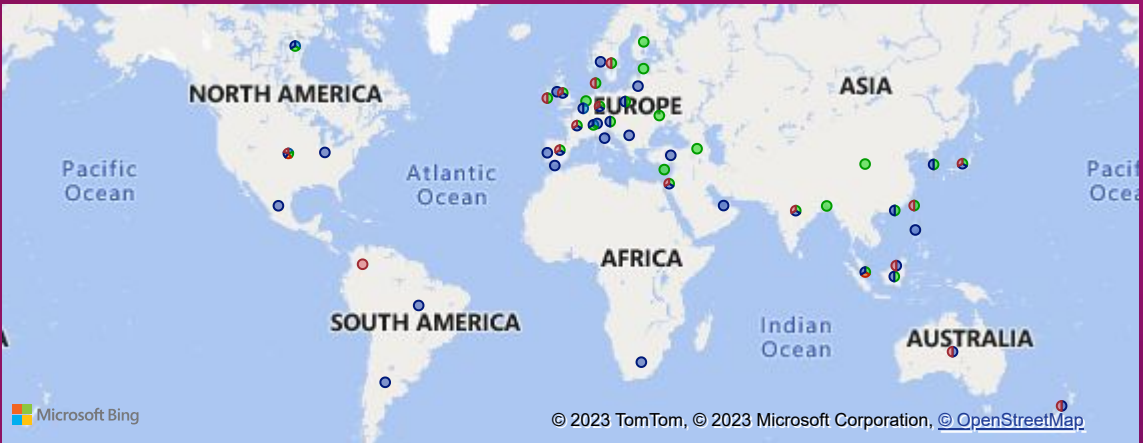 NORTH AMERICA
EUROPE
ASIA
Pacific
Ocean
Atlantic
Ocean
Pacif
Ocea
AFRICA
SOUTH AMERICA
Indian
Ocean
AUSTRALIA
A
Microsoft Bing
© 2023 TomTom, © 2023 Microsoft Corporation, © OpenStreetMap